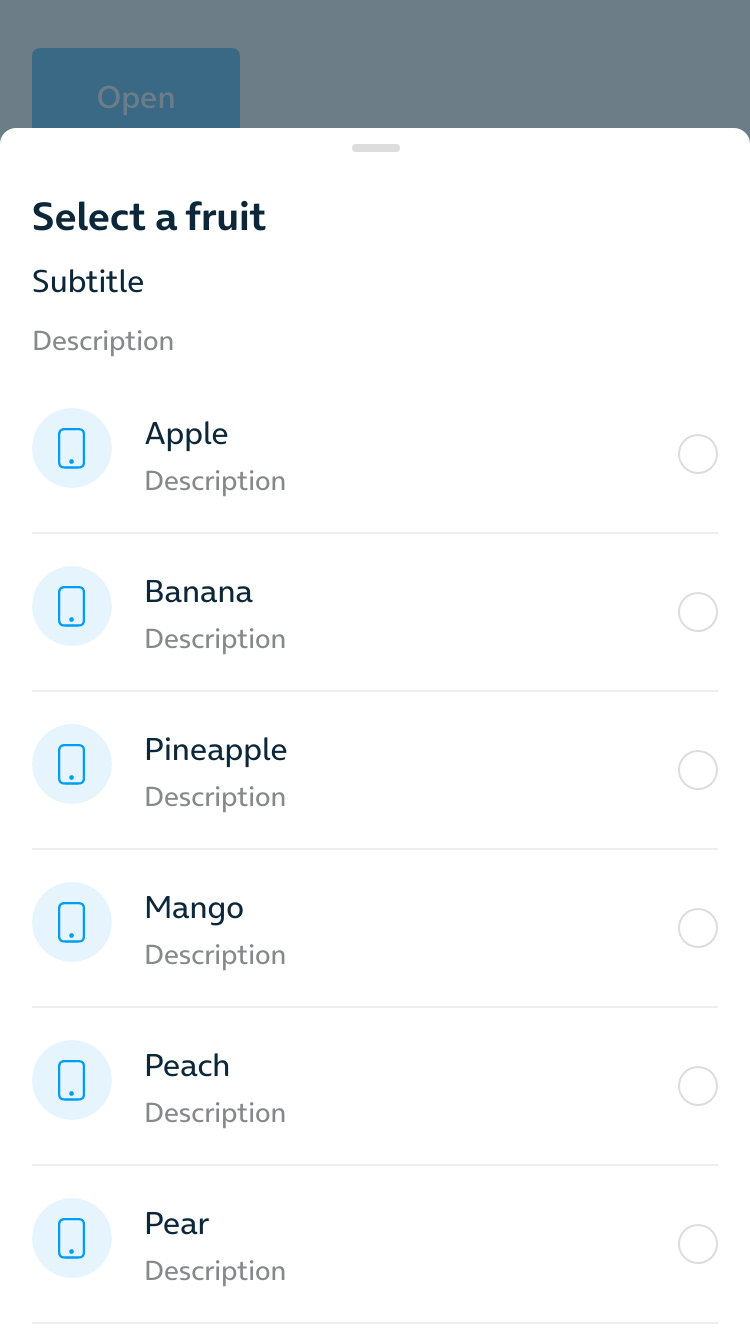 Open
Select a fruit
Subtitle
Description
Apple
Description
Banana
Description
Pineapple
Description
Mango
Description
Peach
Description
Pear
Description